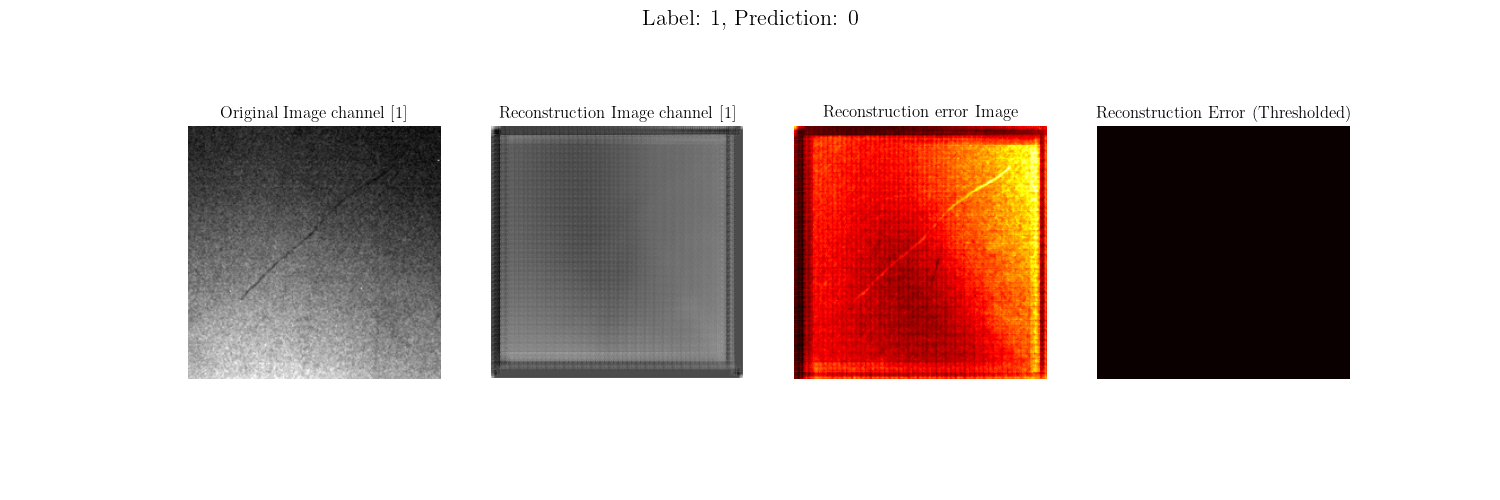 Label: 1, Prediction: 0
Original Image channel [1]
Reconstruction Image channel [1]
Reconstruction error Image
Reconstruction Error (Thresholded)